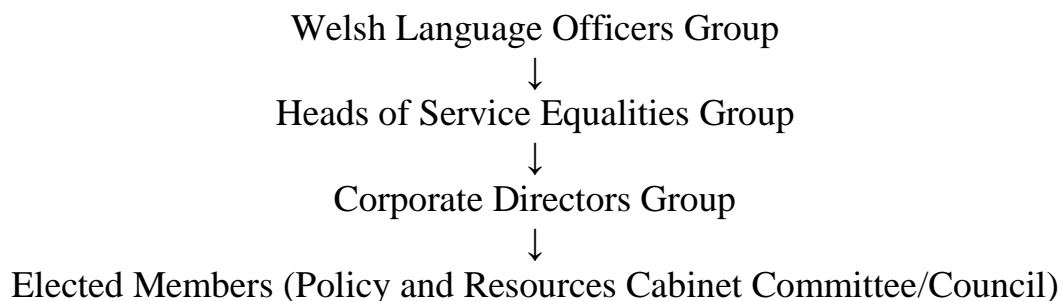 Welsh Language Officers Group
↓
Heads of Service Equalities Group
↓
Corporate Directors Group
↓
Elected Members (Policy and Resources Cabinet Committee/Council)